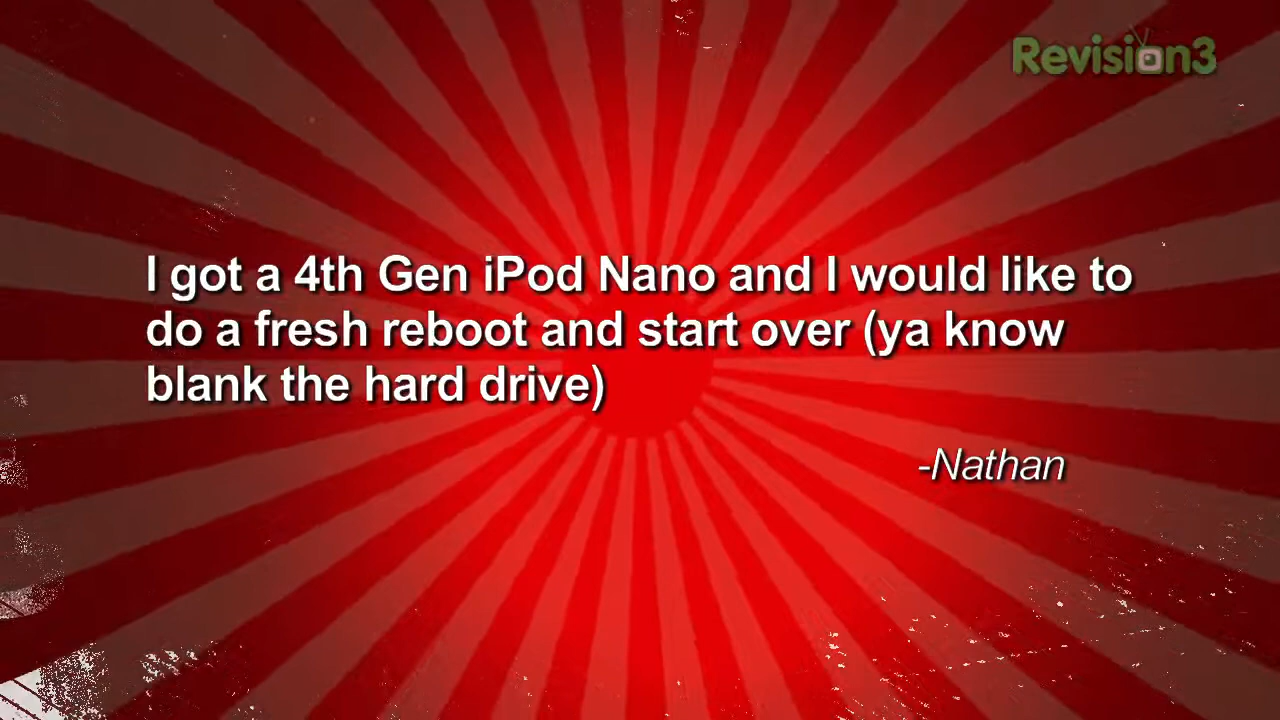 Revision3
I got a 4th Gen iPod Nano and I would like to
do a fresh reboot and start over (ya know
blank the hard drive)
-Nathan